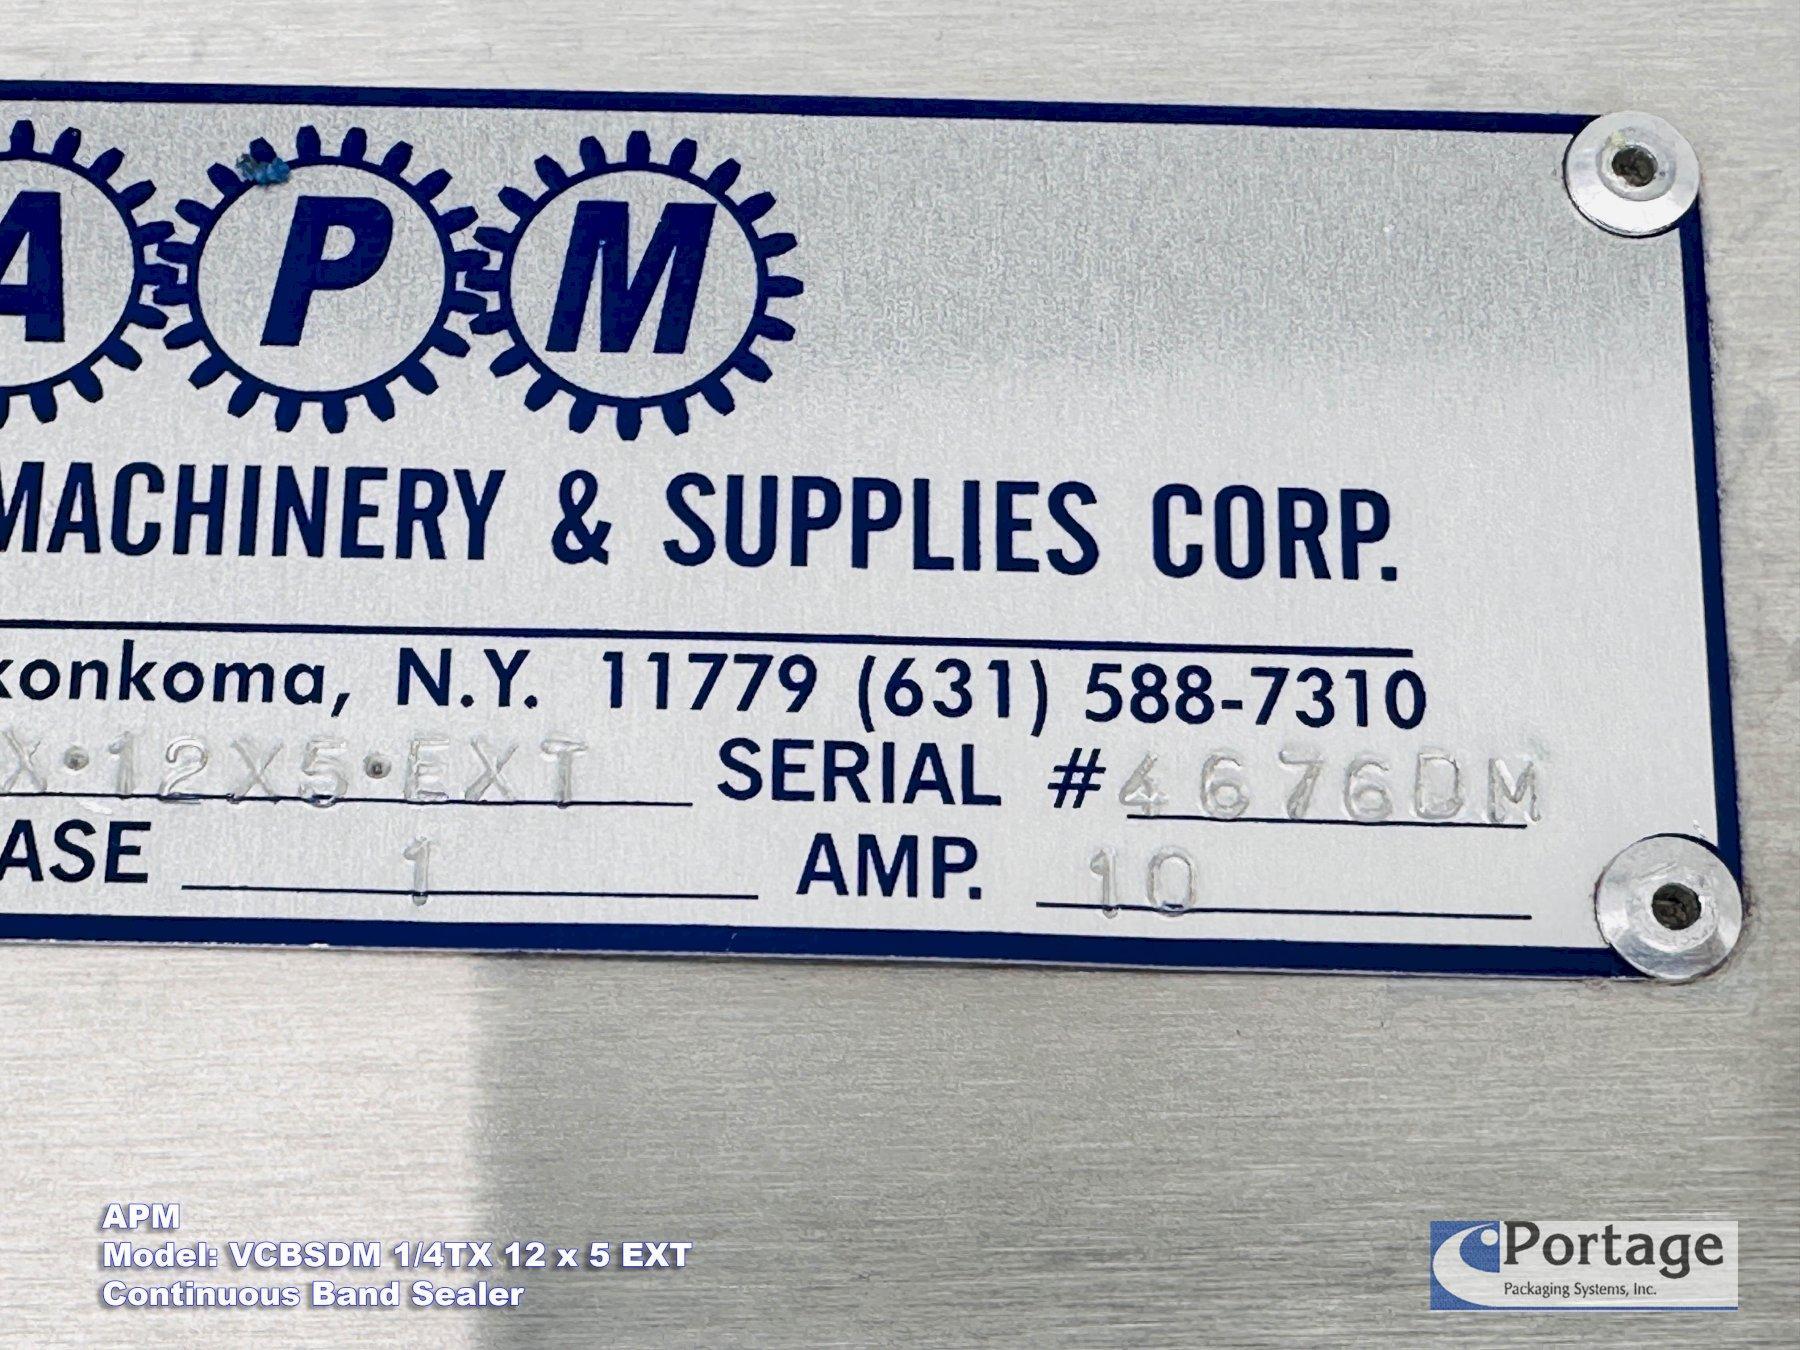 A P M
MACHINERY & SUPPLIES CORP.
konkoma, N.Y. 11779 (631) 588-7310
X•12X5•EXT SERIAL #4676DM
ASE 1 AMP. 10
APM
Model: VCBSDM 1/4TX 12 x 5 EXT
Continuous Band Sealer
Portage
Packaging Systems, Inc.